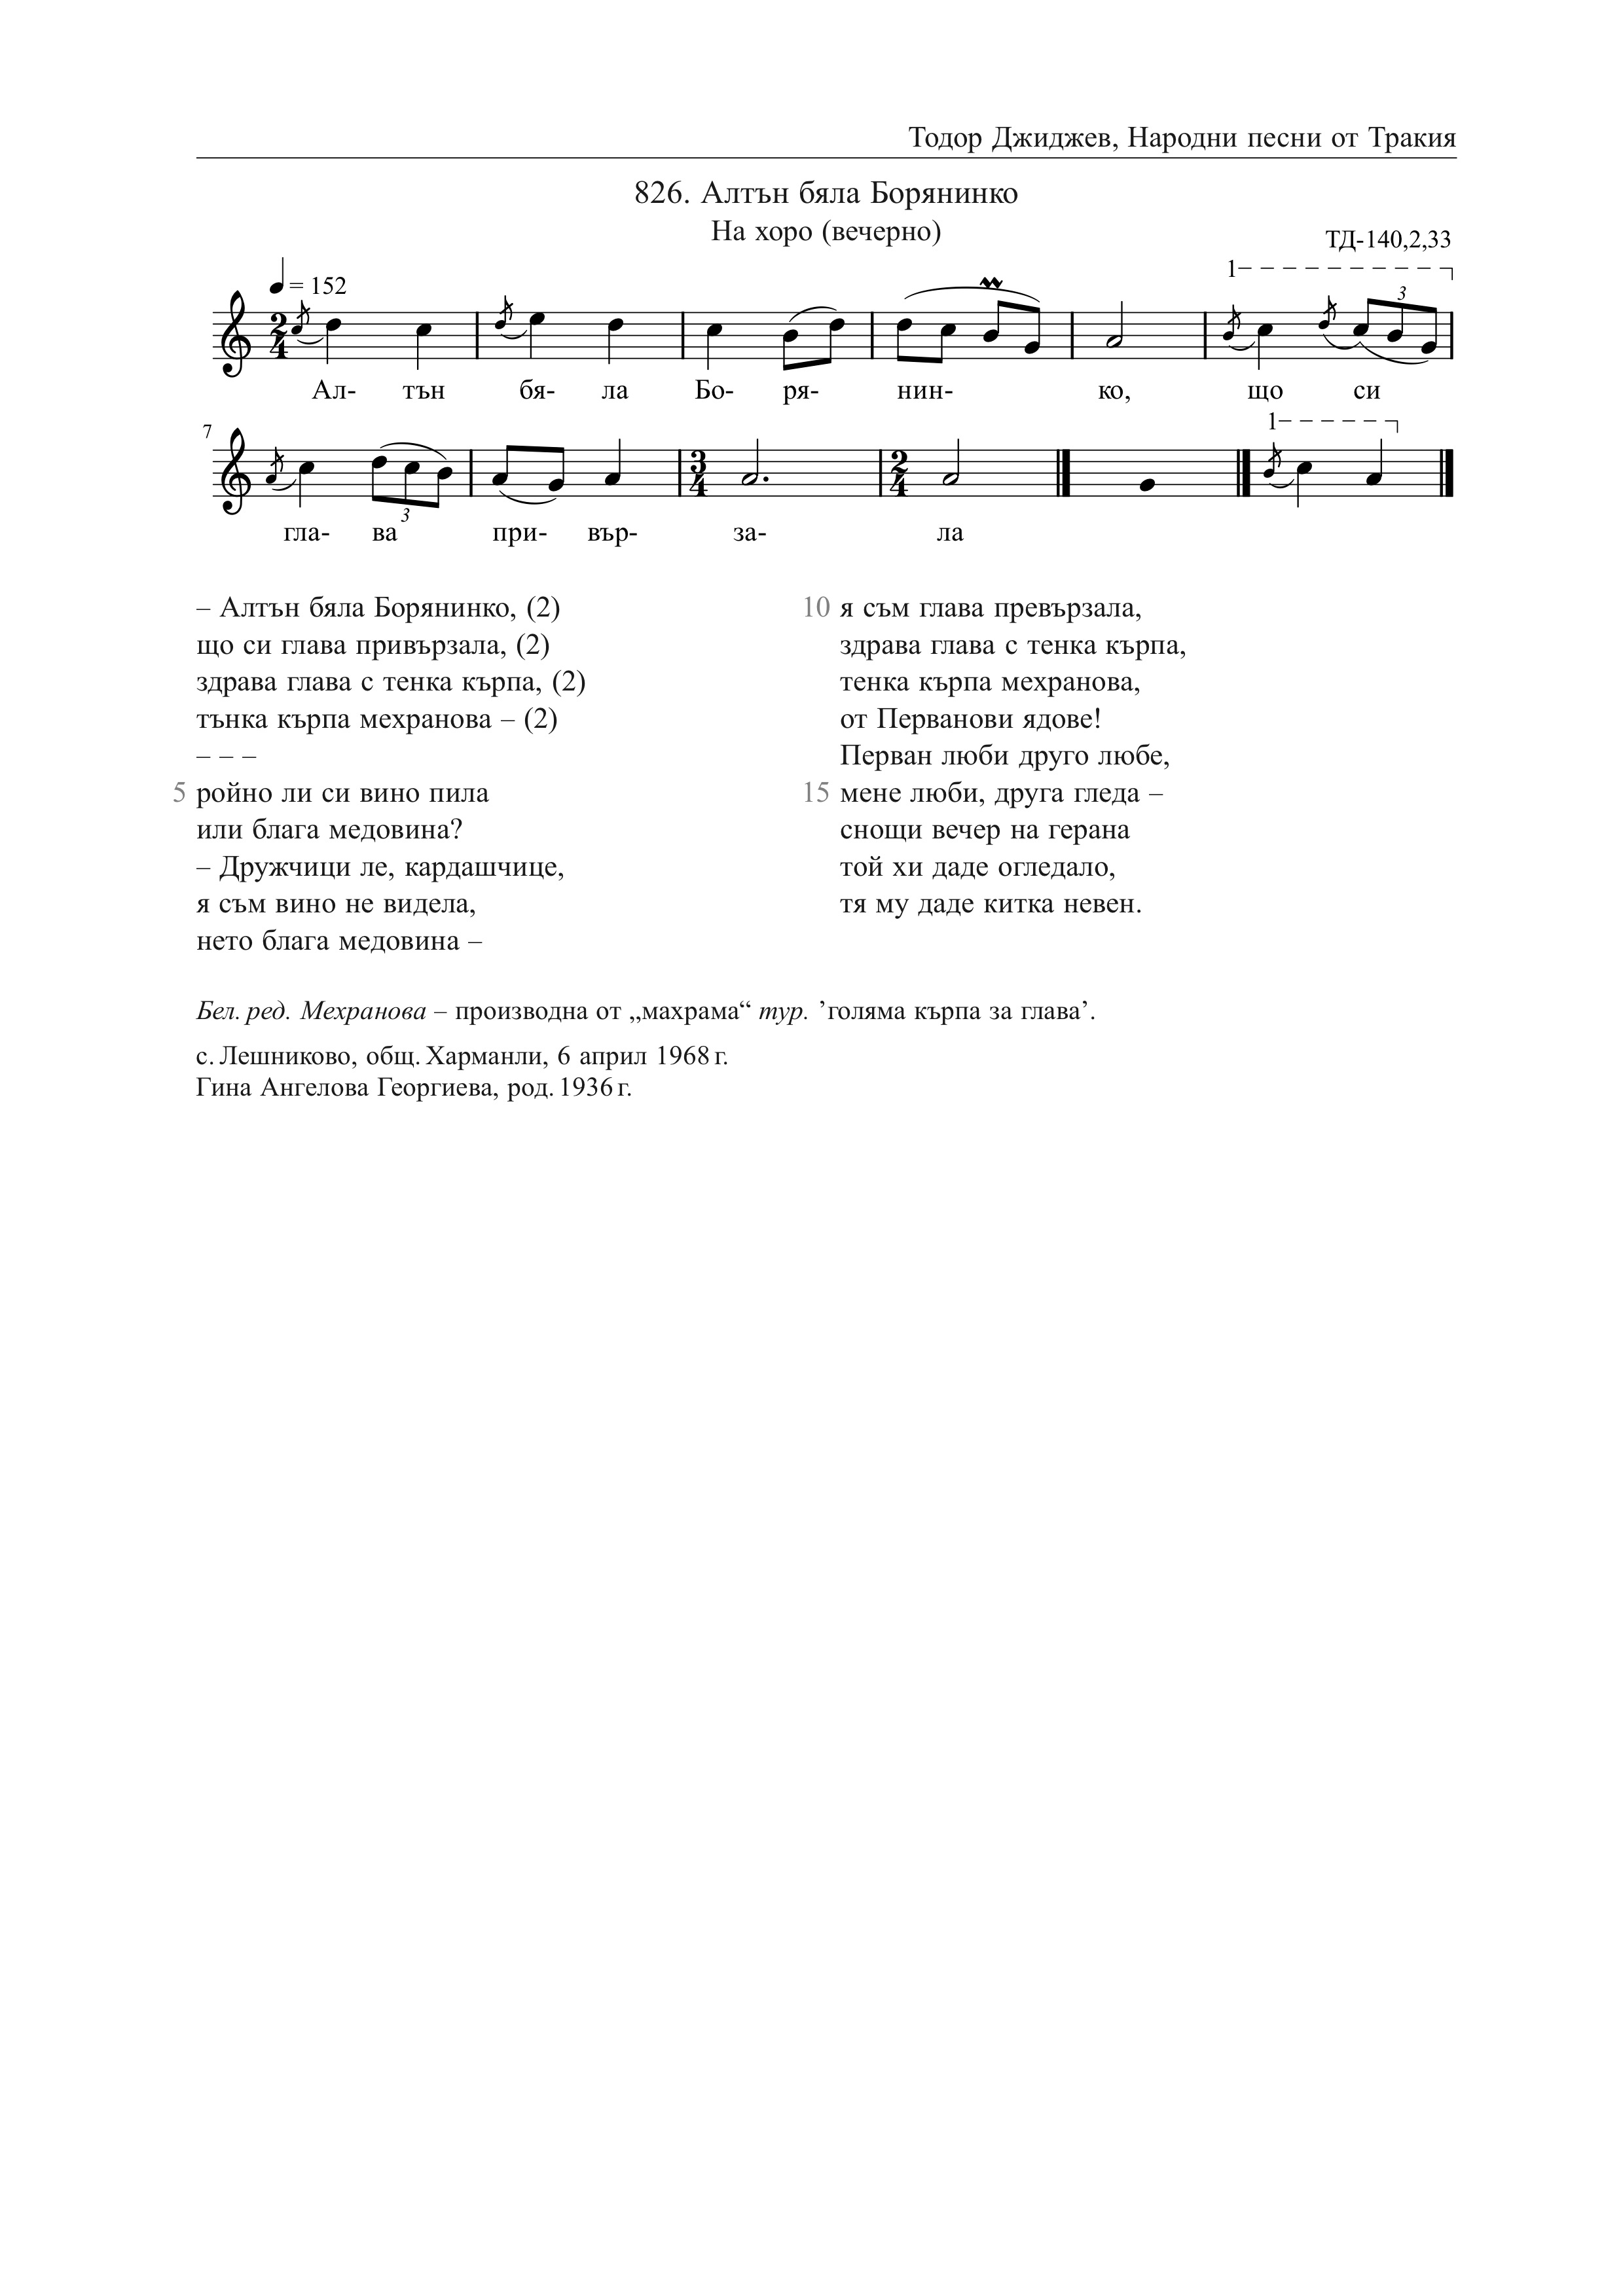 Тодор Джиджев, Народни песни от Тракия
826. Алтън бяла Борянинко
На хоро (вечерно)
ТД-140,2,33
= 152
1
3
Ал- тън бя- ла Бо- ря- нин- ко, що си
7
1
3
гла- ва при- вър- за- ла
– Алтън бяла Борянинко, (2)
що си глава привързала, (2)
здрава глава с тенка кърпа, (2)
тънка кърпа мехранова – (2)
– – –
5 ройно ли си вино пила
или блага медовина?
– Дружчици ле, кардашчице,
я съм вино не видела,
нето блага медовина –
10 я съм глава превързала,
здрава глава с тенка кърпа,
тенка кърпа мехранова,
от Перванови ядове!
Перван люби друго любе,
15 мене люби, друга гледа –
снощи вечер на герана
той хи даде огледало,
тя му даде китка невен.
Бел. ред. Мехранова – производна от „махрама“ тур. ’голяма кърпа за глава’.
с. Лешниково, общ. Харманли, 6 април 1968 г.
Гина Ангелова Георгиева, род. 1936 г.